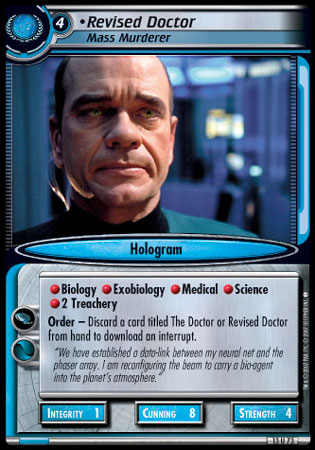 4 • Revised Doctor
Mass Murderer
Hologram
Biology Exobiology Medical Science
2 Treachery
Order – Discard a card titled The Doctor or Revised Doctor
from hand to download an interrupt.
"We have established a data-link between my neural net and the
phaser array. I am reconfiguring the beam to carry a bio-agent
into the planet's atmosphere."
INTEGRITY 1 CUNNING 8 STRENGTH 4